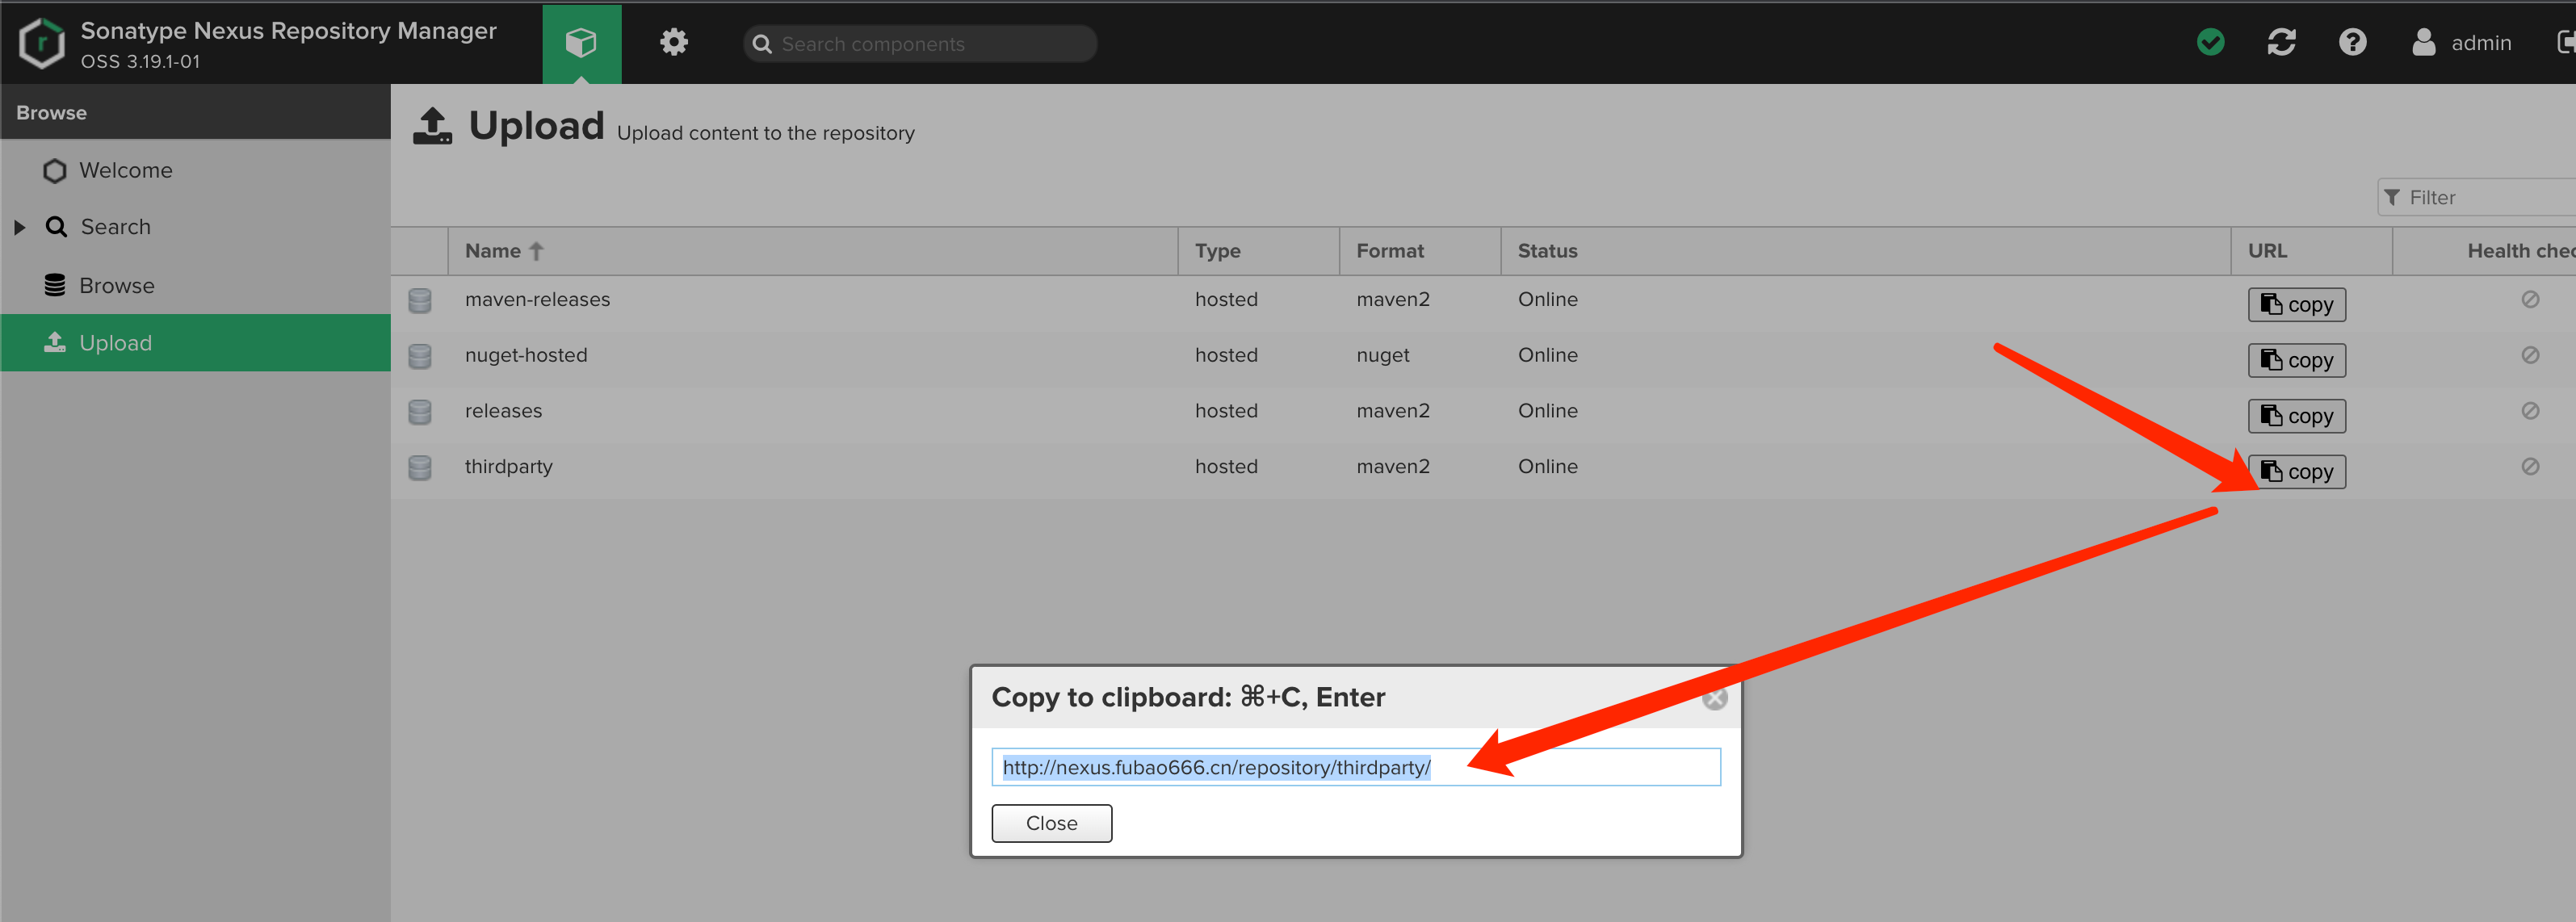 Sonatype Nexus Repository Manager
OSS 3.19.1-01
Search components
admin
Browse
Welcome
Search
Browse
Upload
Upload Upload content to the repository
Filter
Name Type Format Status URL Health chec
maven-releases hosted maven2 Online copy
nuget-hosted hosted nuget Online copy
releases hosted maven2 Online copy
thirdparty hosted maven2 Online copy
Copy to clipboard: ⌘+C, Enter
http://nexus.fubao666.cn/repository/thirdparty/
Close